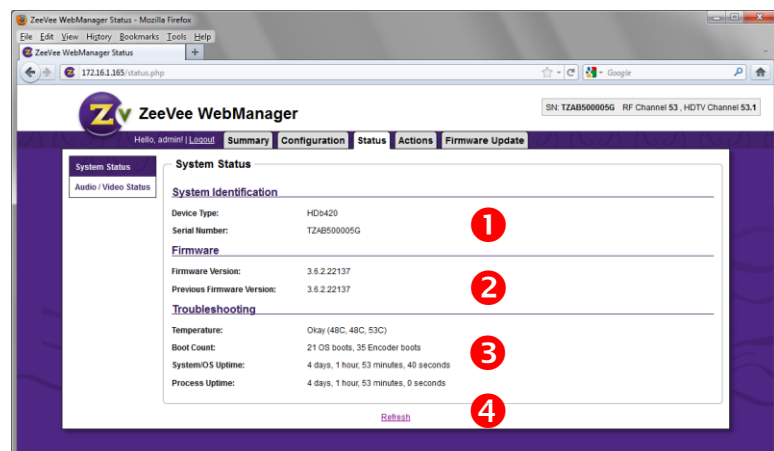 ZeeVee WebManager Status - Mozilla Firefox
File Edit View History Bookmarks Tools Help
ZeeVee WebManager Status
172.16.1.165/status.php
Google
Zv ZeeVee WebManager
SN: TZAB500005G RF Channel 53 , HDTV Channel 53.1
Hello, admin! | Logout Summary Configuration Status Actions Firmware Update
System Status
Audio / Video Status
System Status
System Identification
Device Type: HDb420
Serial Number: TZAB500005G
1
Firmware
Firmware Version: 3.6.2.22137
Previous Firmware Version: 3.6.2.22137
2
Troubleshooting
Temperature: Okay (48C, 48C, 53C)
Boot Count: 21 OS boots, 35 Encoder boots
System/OS Uptime: 4 days, 1 hour, 53 minutes, 40 seconds
Process Uptime: 4 days, 1 hour, 53 minutes, 0 seconds
3
Refresh
4